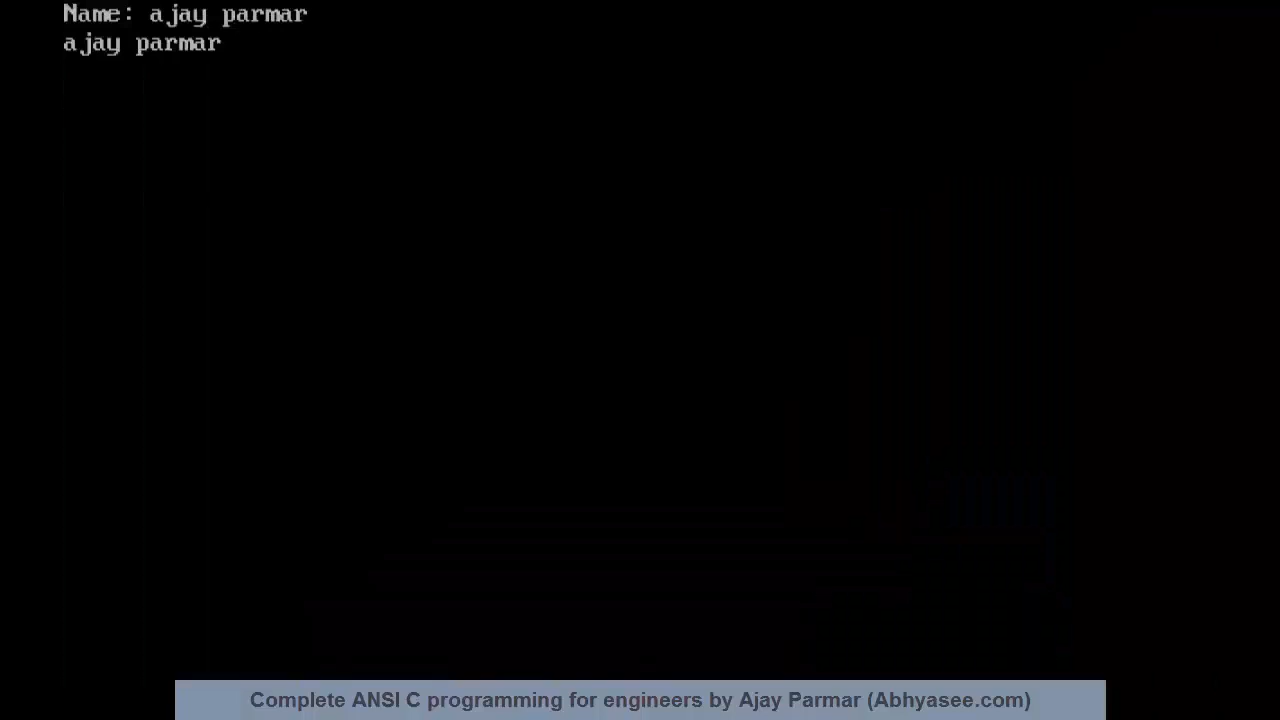 Name: ajay parmar
ajay parmar
Complete ANSI C programming for engineers by Ajay Parmar (Abhyasee.com)